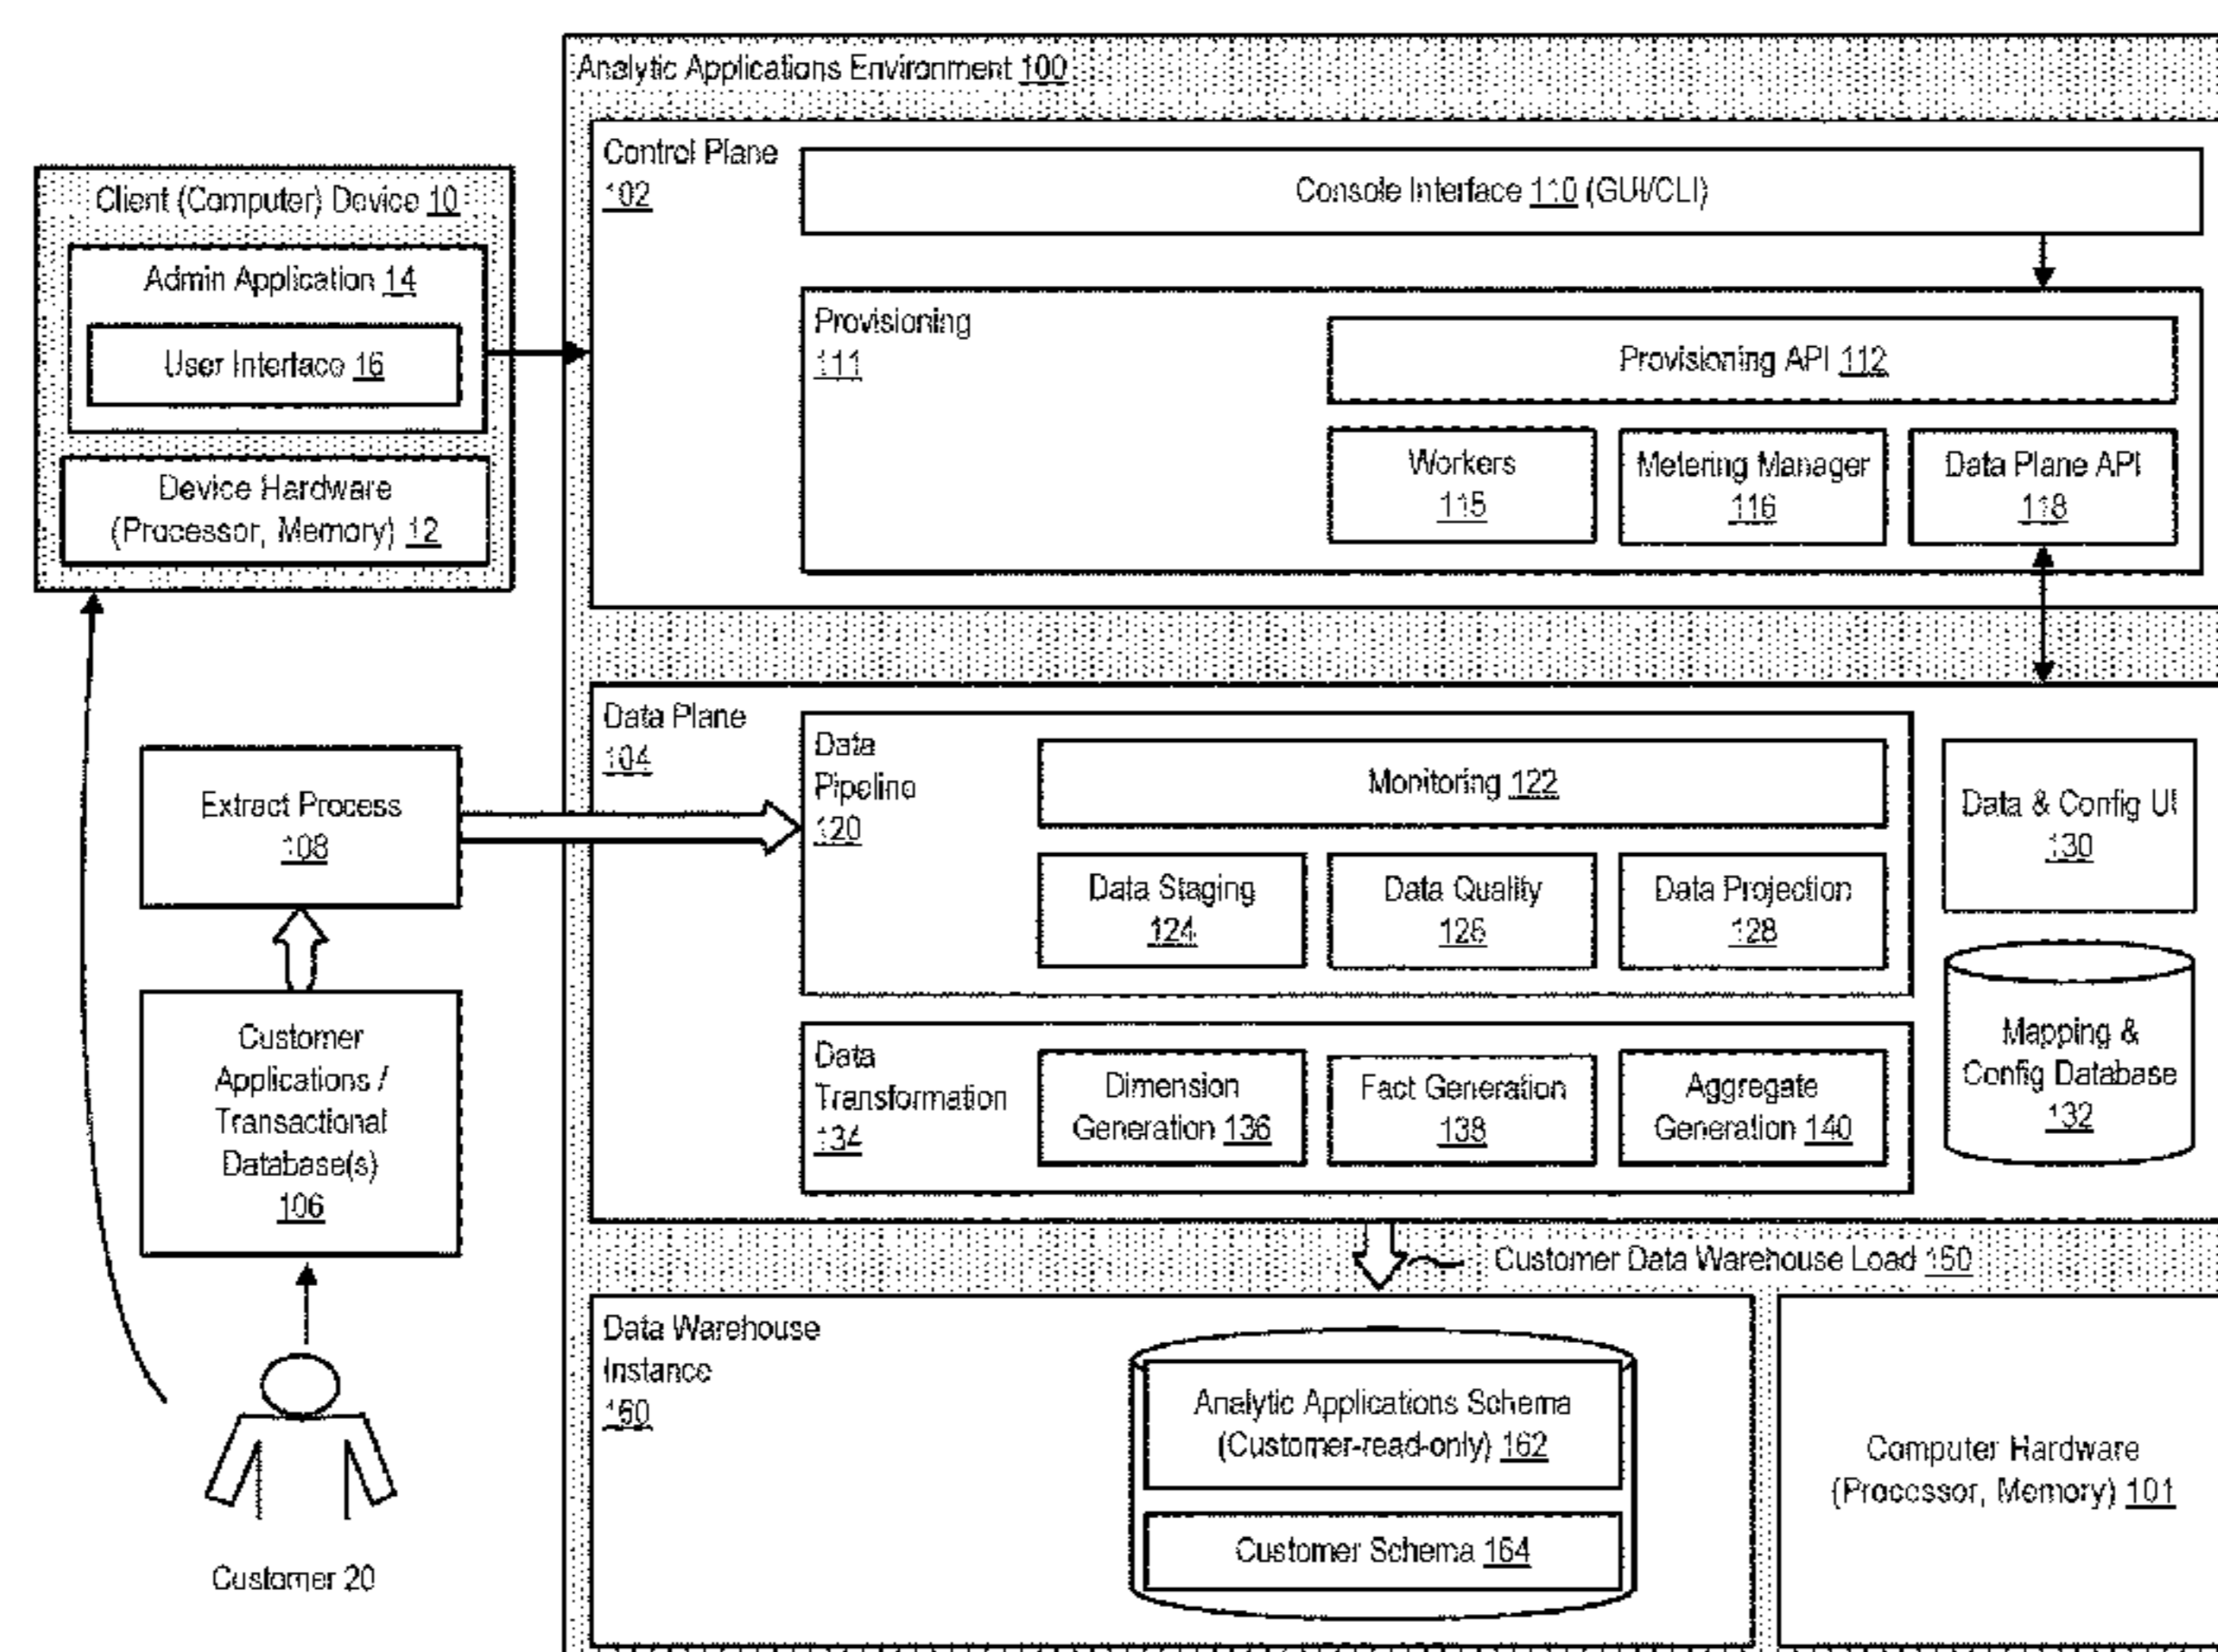 Analytic Applications Environment 100
Client (Computer) Device 10
Admin Application 14
User Interface 16
Device Hardware
(Processor, Memory) 12
Control Plane
102
Console Interface 110 (GUI/CLI)
Provisioning
111
Provisioning API 112
Workers
115
Metering Manager
116
Data Plane API
118
Extract Process
108
Customer
Applications /
Transactional
Database(s)
106
Customer 20
Data Plane
104
Data
Pipeline
120
Monitoring 122
Data Staging
124
Data Quality
126
Data Projection
128
Data & Config UI
130
Mapping &
Config Database
132
Data
Transformation
134
Dimension
Generation 136
Fact Generation
138
Aggregate
Generation 140
Customer Data Warehouse Load 150
Data Warehouse
Instance
160
Analytic Applications Schema
(Customer-read-only) 162
Customer Schema 164
Computer Hardware
(Processor, Memory) 101